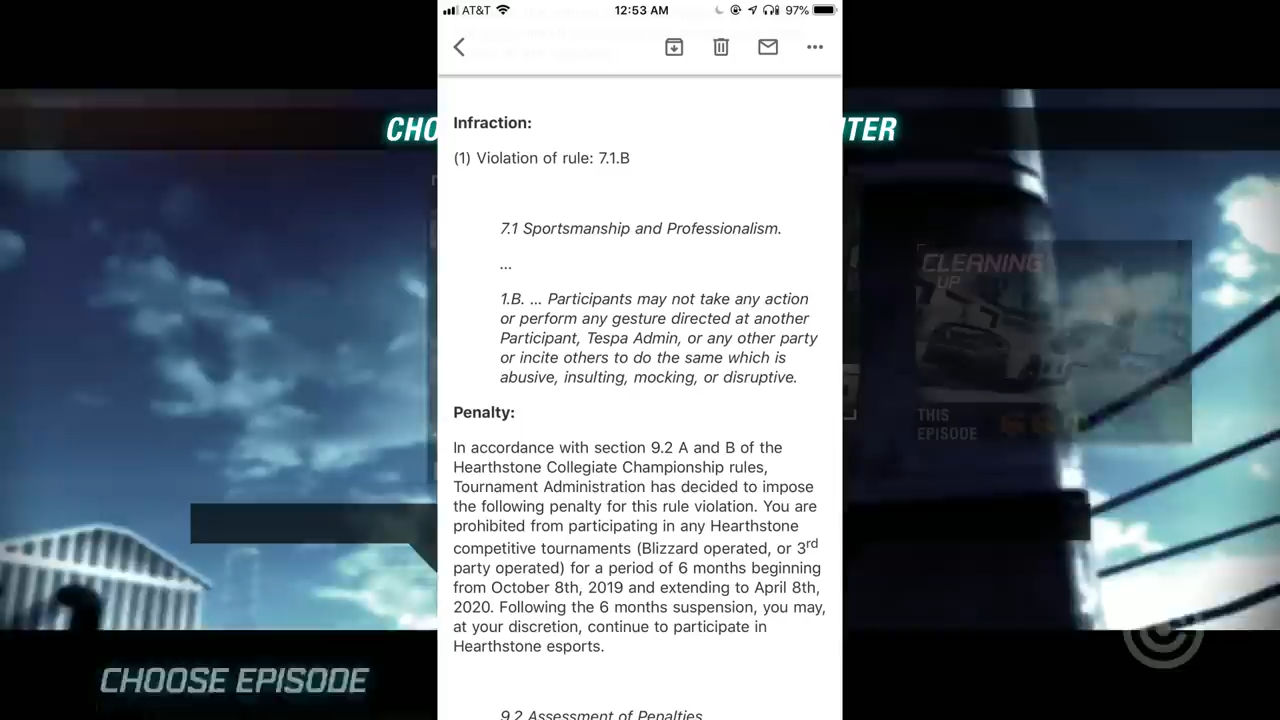 AT&T
12:53 AM
97%
Infraction:
(1) Violation of rule: 7.1.B
7.1 Sportsmanship and Professionalism.
...
1.B. ... Participants may not take any action
or perform any gesture directed at another
Participant, Tespa Admin, or any other party
or incite others to do the same which is
abusive, insulting, mocking, or disruptive.
Penalty:
In accordance with section 9.2 A and B of the
Hearthstone Collegiate Championship rules,
Tournament Administration has decided to impose
the following penalty for this rule violation. You are
prohibited from participating in any Hearthstone
competitive tournaments (Blizzard operated, or 3rd
party operated) for a period of 6 months beginning
from October 8th, 2019 and extending to April 8th,
2020. Following the 6 months suspension, you may,
at your discretion, continue to participate in
Hearthstone esports.
9.2 Assessment of Penalties
CHO
TER
CLEANING
UP
THIS
EPISODE
CHOOSE EPISODE